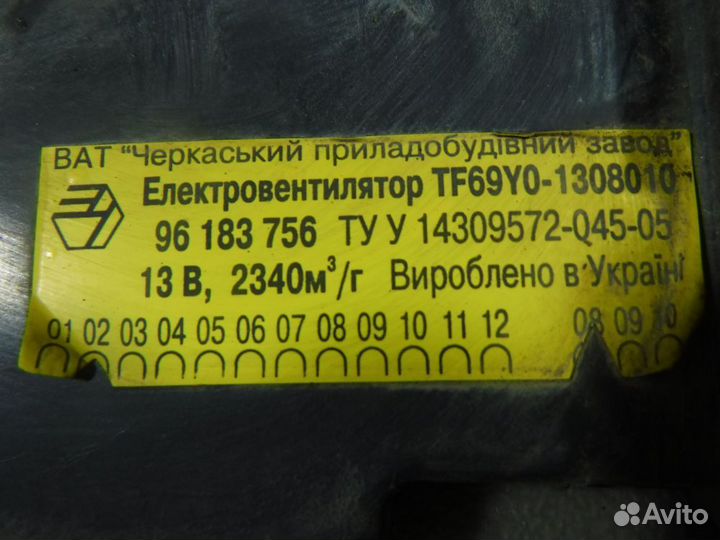 ВАТ "Черкаський приладобудівний завод"
Електровентилятор TF69Y0-1308010
96 183 756 ТУ У 14309572-Q45-05
13 В, 2340м³/г Вироблено в Україні
01 02 03 04 05 06 07 08 09 10 11 12 08 09 10
Avito